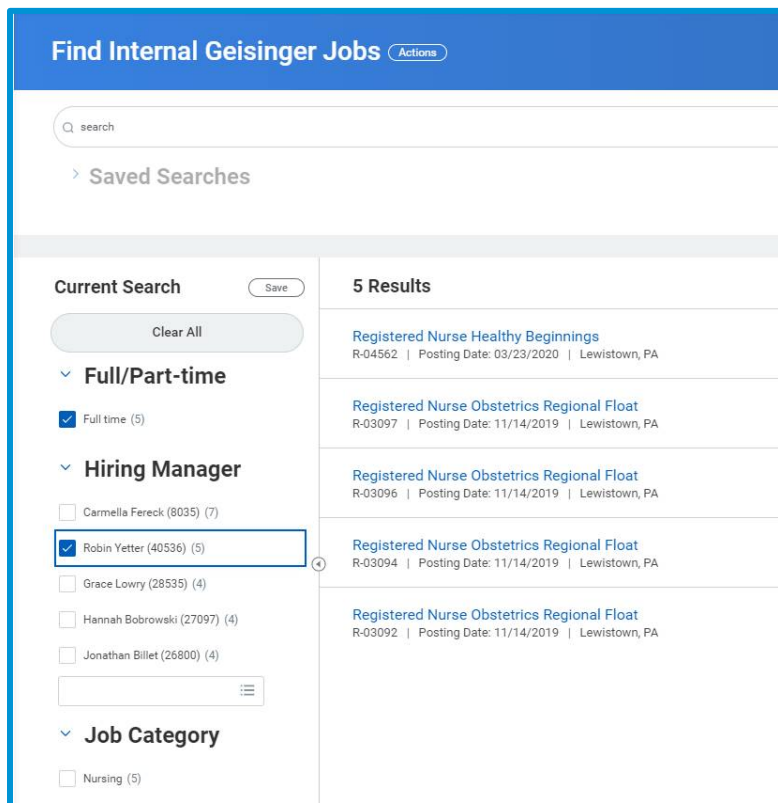 Find Internal Geisinger Jobs Actions
search
Saved Searches
Current Search Save
Clear All
Full/Part-time
Full time (5)
Hiring Manager
Carmella Fereck (8035) (7)
Robin Yetter (40536) (5)
Grace Lowry (28535) (4)
Hannah Bobrowski (27097) (4)
Jonathan Billet (26800) (4)
Job Category
Nursing (5)
5 Results
Registered Nurse Healthy Beginnings
R-04562 | Posting Date: 03/23/2020 | Lewistown, PA
Registered Nurse Obstetrics Regional Float
R-03097 | Posting Date: 11/14/2019 | Lewistown, PA
Registered Nurse Obstetrics Regional Float
R-03096 | Posting Date: 11/14/2019 | Lewistown, PA
Registered Nurse Obstetrics Regional Float
R-03094 | Posting Date: 11/14/2019 | Lewistown, PA
Registered Nurse Obstetrics Regional Float
R-03092 | Posting Date: 11/14/2019 | Lewistown, PA